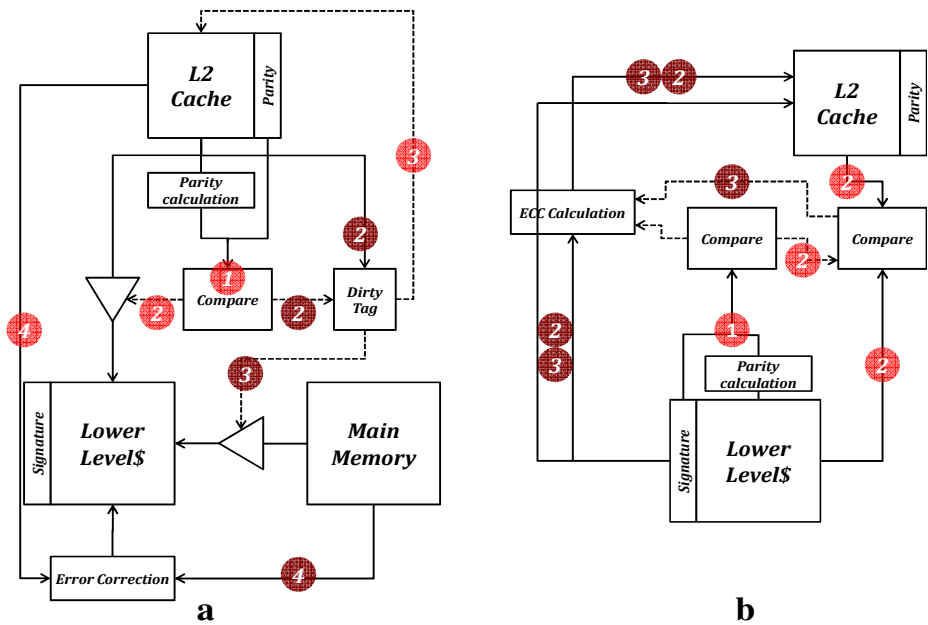 L2
Cache
Parity
3
3
Parity
calculation
2
1
2
Compare
2
Dirty
Tag
4
3
Signature
Lower
Level$
Main
Memory
Error Correction
4
a
3
2
L2
Cache
Parity
3
2
ECC Calculation
Compare
2
Compare
2
3
1
2
Parity
calculation
Signature
Lower
Level$
b